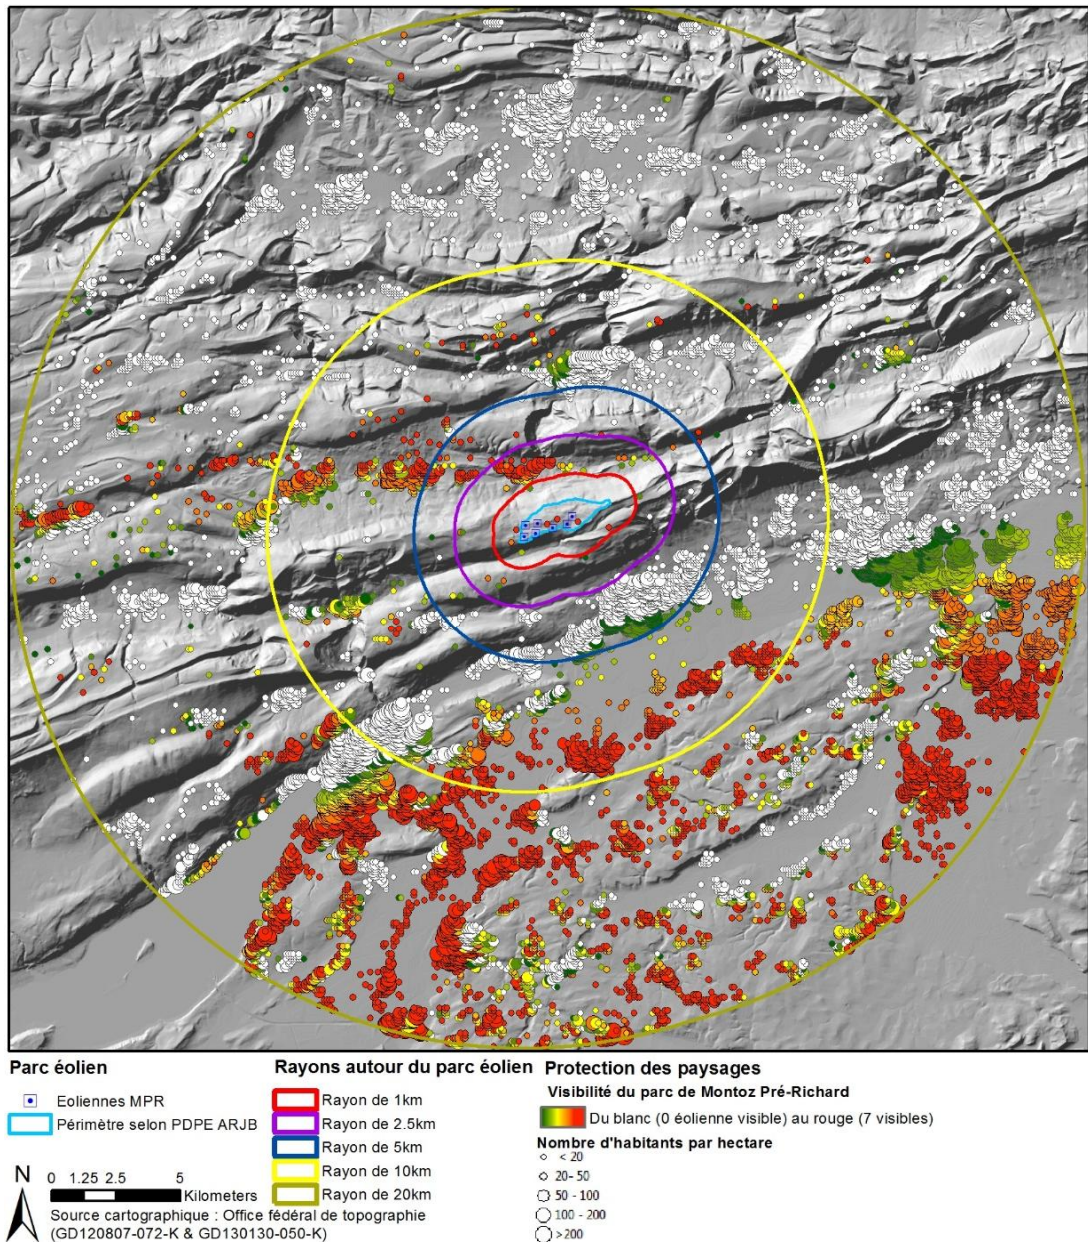 Parc éolien
Eoliennes MPR
Périmètre selon PDPE ARJB
N
0 1.25 2.5 5
Kilometers
Source cartographique : Office fédéral de topographie
(GD120807-072-K & GD130130-050-K)
Rayons autour du parc éolien
Rayon de 1km
Rayon de 2.5km
Rayon de 5km
Rayon de 10km
Rayon de 20km
Protection des paysages
Visibilité du parc de Montoz Pré-Richard
Du blanc (0 éolienne visible) au rouge (7 visibles)
Nombre d'habitants par hectare
< 20
20- 50
50 - 100
100 - 200
>200